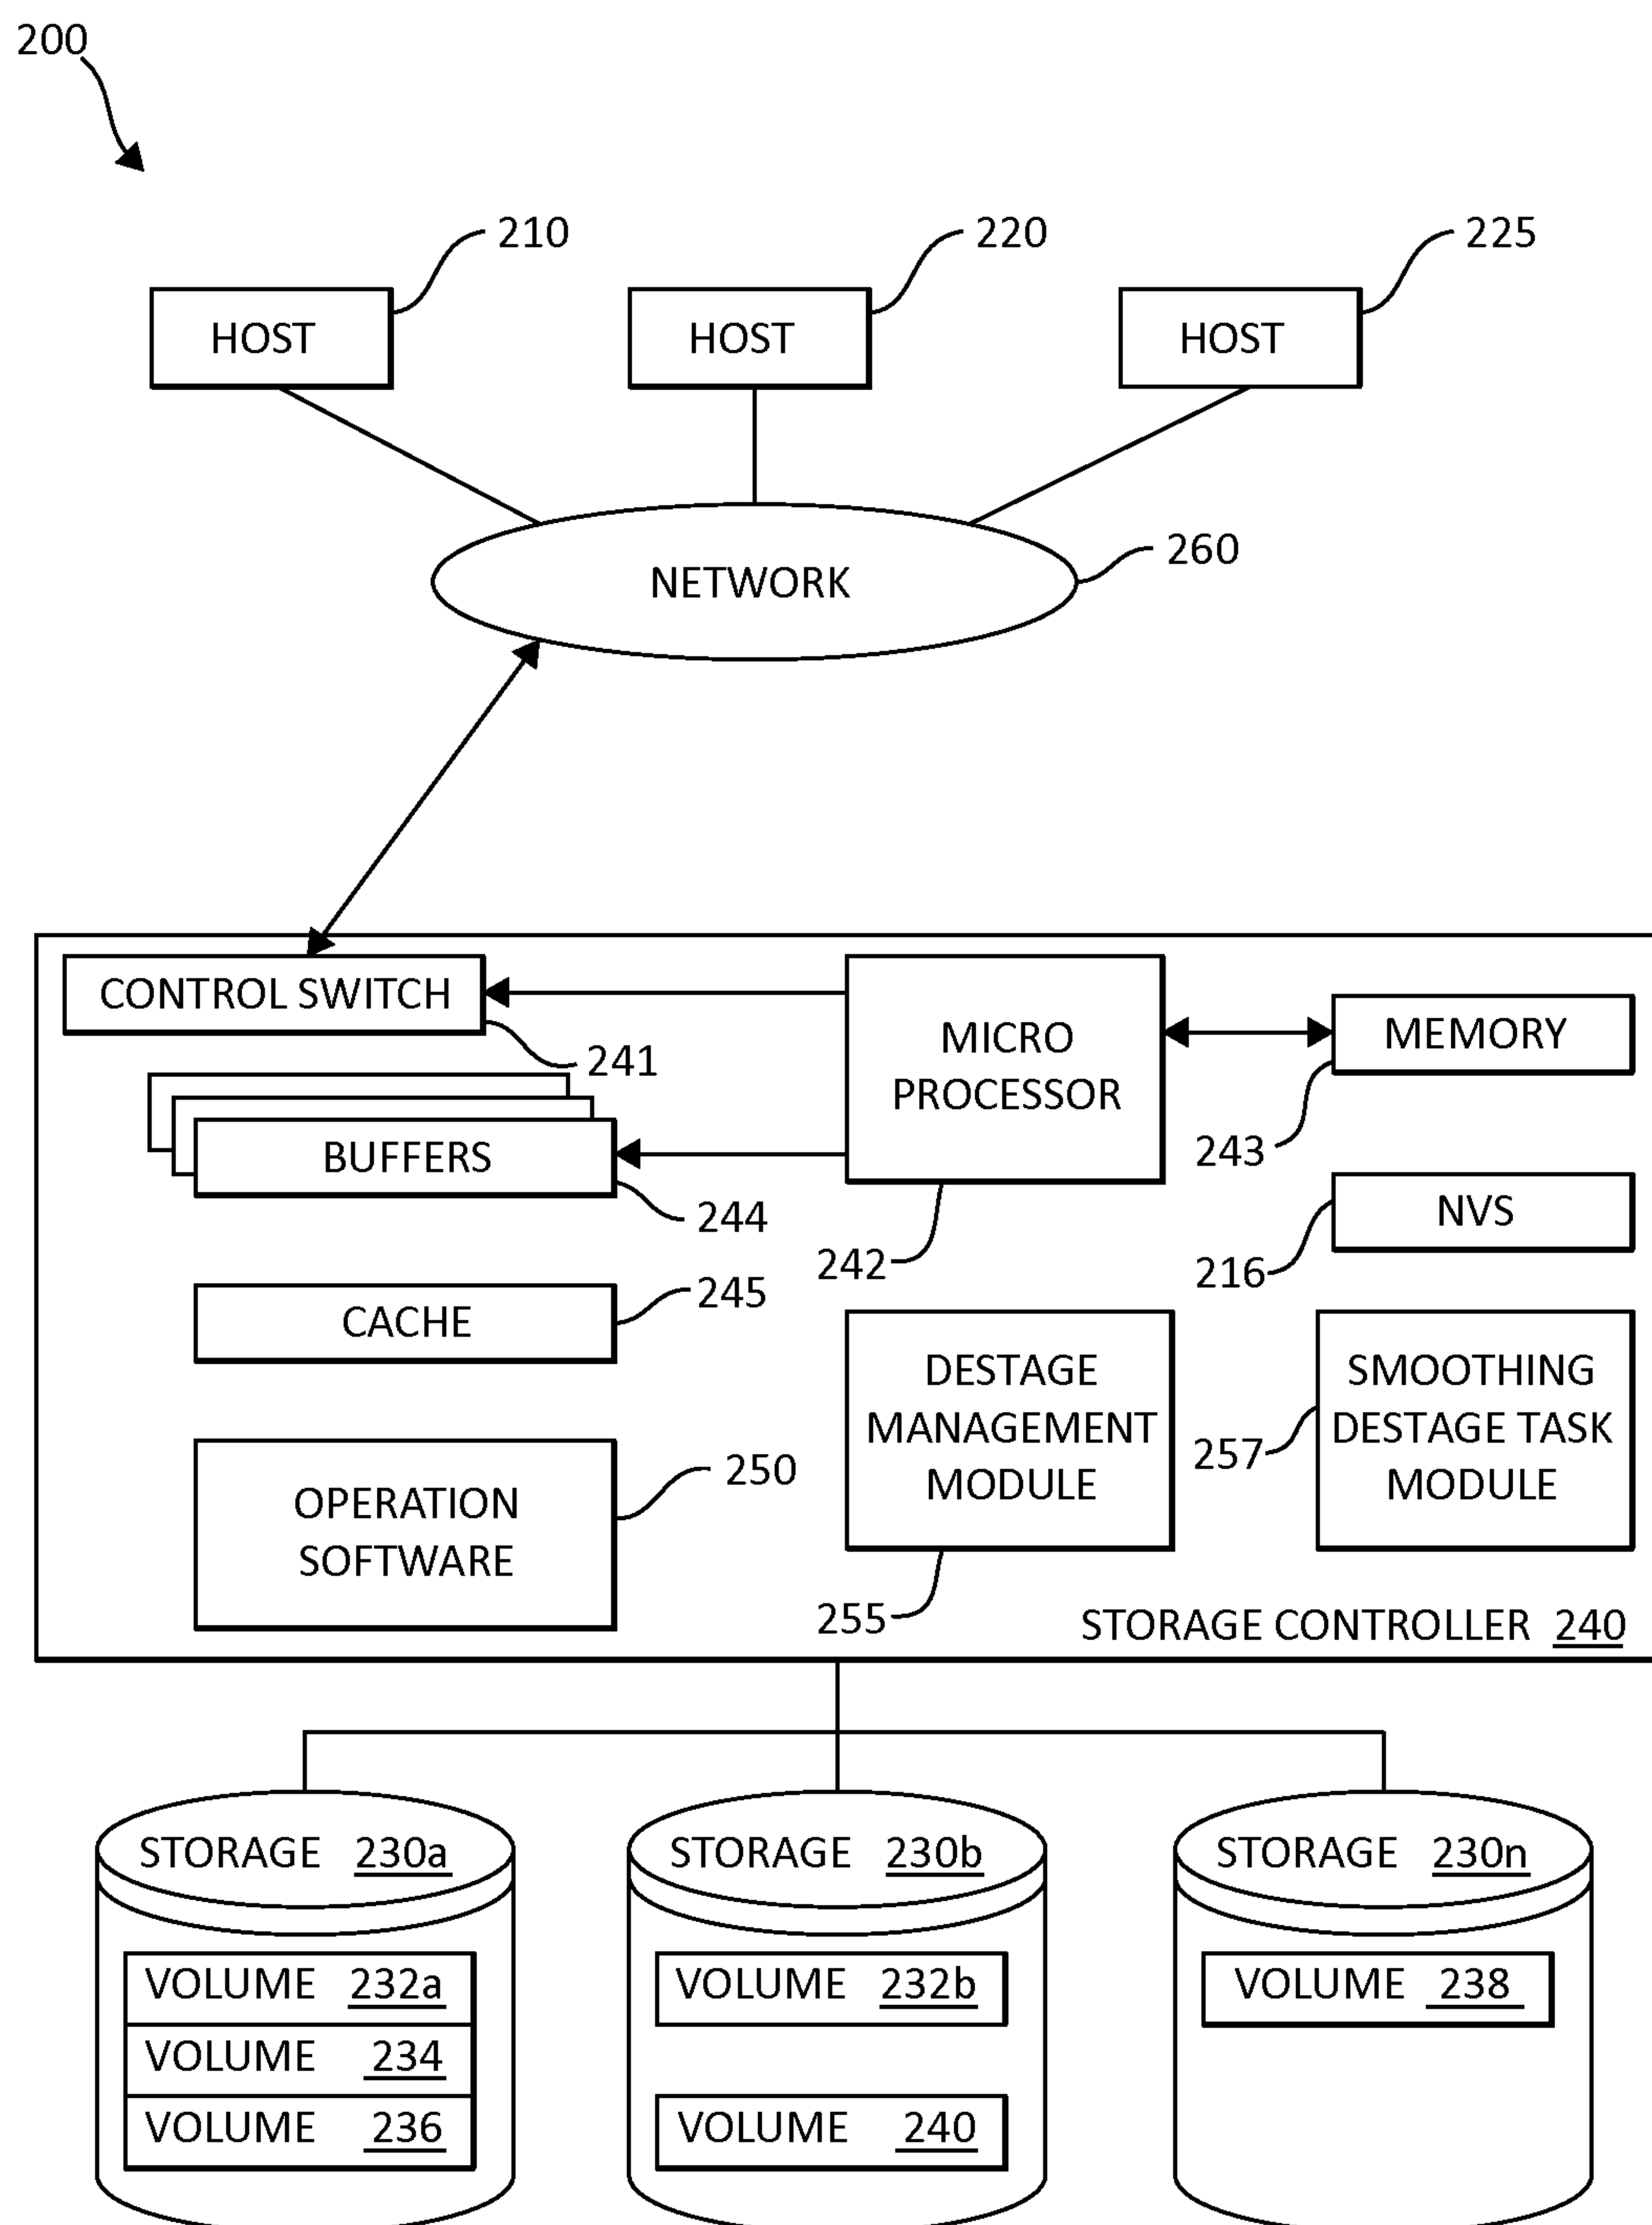 200
210
220
225
HOST
HOST
HOST
260
NETWORK
CONTROL SWITCH
241
MICRO
PROCESSOR
242
MEMORY
243
BUFFERS
244
NVS
216
CACHE
245
DESTAGE
MANAGEMENT
MODULE
255
SMOOTHING
DESTAGE TASK
MODULE
257
OPERATION
SOFTWARE
250
STORAGE CONTROLLER 240
STORAGE 230a
VOLUME 232a
VOLUME 234
VOLUME 236
STORAGE 230b
VOLUME 232b
VOLUME 240
STORAGE 230n
VOLUME 238